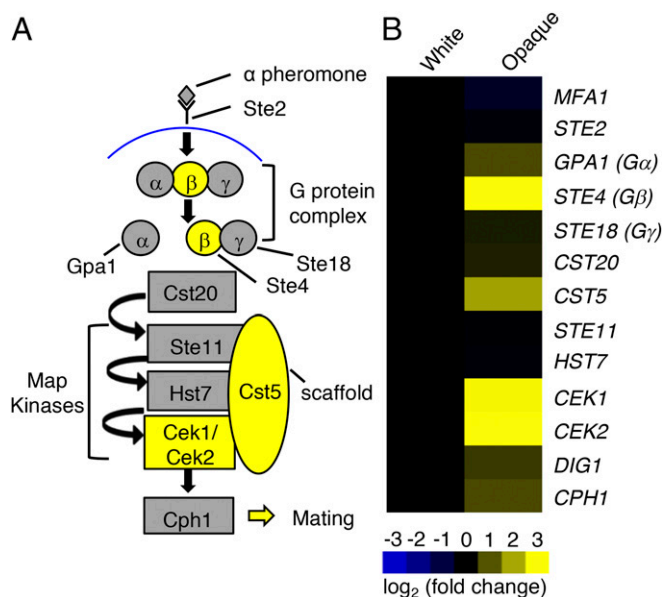 A
α pheromone
Ste2
α β γ
G protein
complex
α
β γ
Gpa1
Ste18
Ste4
Cst20
Ste11
Map
Kinases
Hst7
Cst5
scaffold
Cek1/
Cek2
Cph1
Mating
B
White
Opaque
MFA1
STE2
GPA1 (Gα)
STE4 (Gβ)
STE18 (Gγ)
CST20
CST5
STE11
HST7
CEK1
CEK2
DIG1
CPH1
-3 -2 -1 0 1 2 3
log2 (fold change)